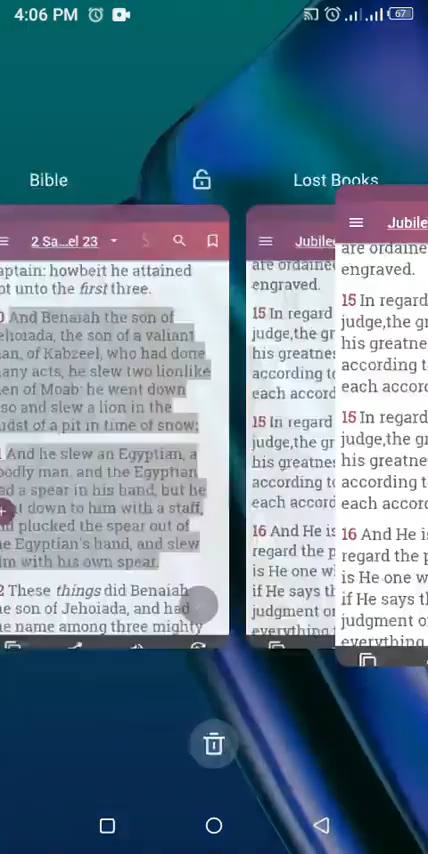 4:06 PM
67
Bible
Lost Books
2 Sa...el 23
aptain: howbeit he attained
ot unto the first three.
And Benaiah the son of
ehoiada, the son of a valiant
an, of Kabzeel, who had done
any acts, he slew two lionlike
en of Moab: he went down
lso and slew a lion in the
idst of a pit in time of snow;
And he slew an Egyptian, a
oodly man, and the Egyptian
ad a spear in his hand, but he
t down to him with a staff,
nd plucked the spear out of
e Egyptian's hand, and slew
im with his own spear.
2 These things did Benaiah
e son of Jehoiada, and had
e name among three mighty
Jubilee
are ordained
engraved.
15 In regard
judge,the gr
his greatnes
according to
each accord
15 In regard
judge,the gr
his greatnes
according to
each accord
16 And He is
regard the p
is He one wi
if He says th
judgment on
everything
Jubile
are ordaine
engraved.
15 In regard
judge,the gr
his greatne
according t
each accor
15 In regard
judge,the gr
his greatne
according t
each accor
16 And He i
regard the p
is He one w
if He says t
judgment o
everything